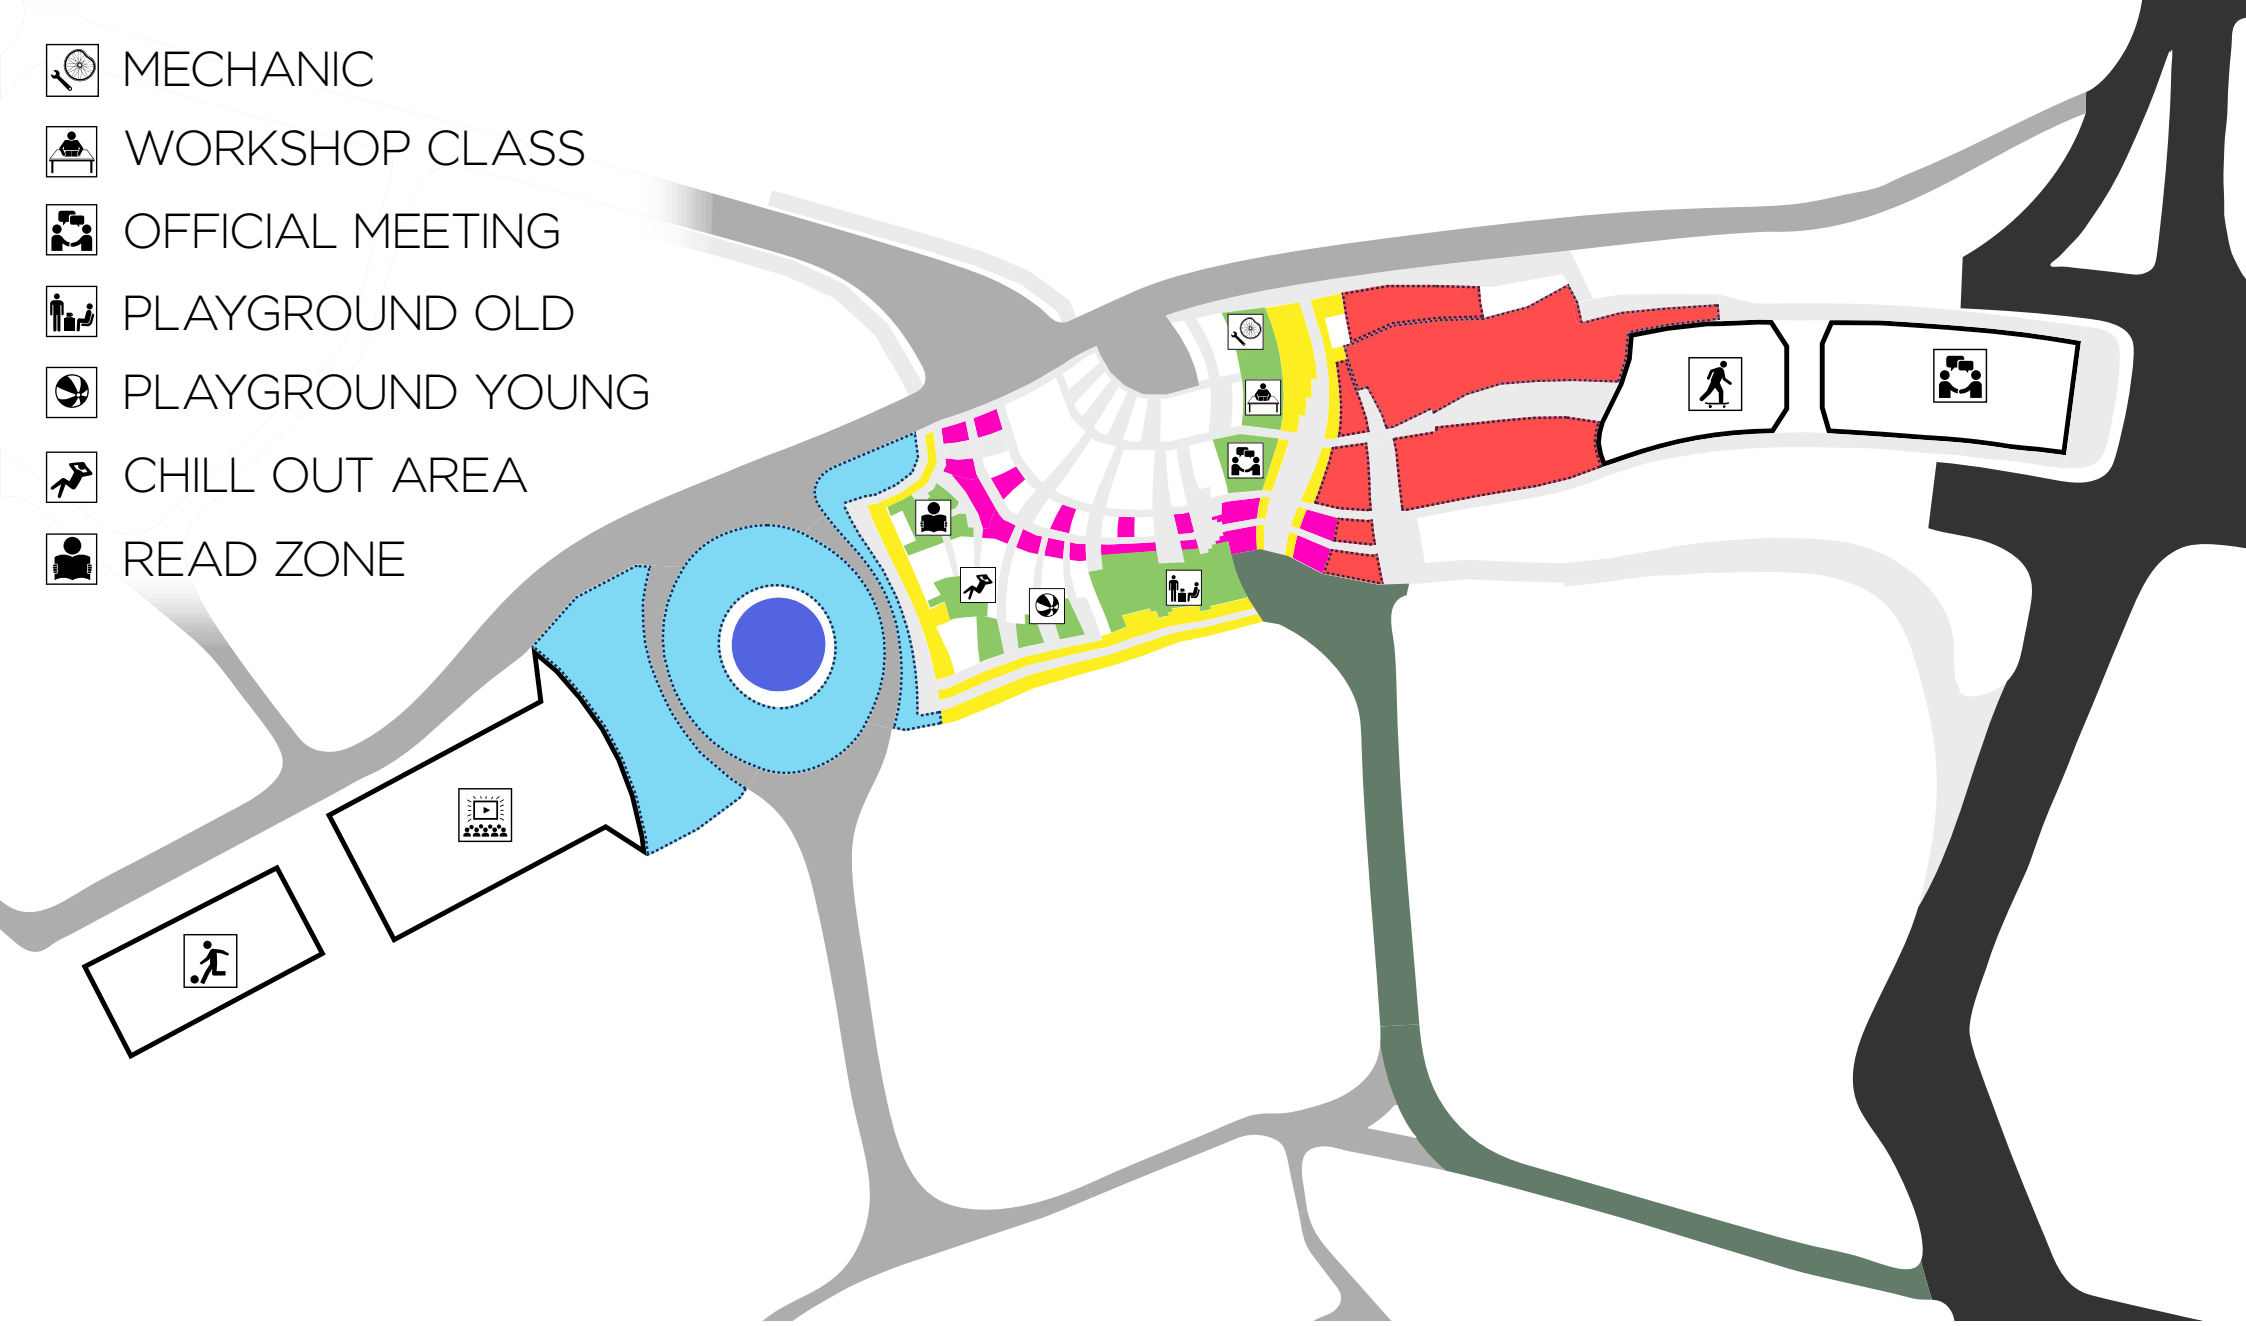 MECHANIC
WORKSHOP CLASS
OFFICIAL MEETING
PLAYGROUND OLD
PLAYGROUND YOUNG
CHILL OUT AREA
READ ZONE